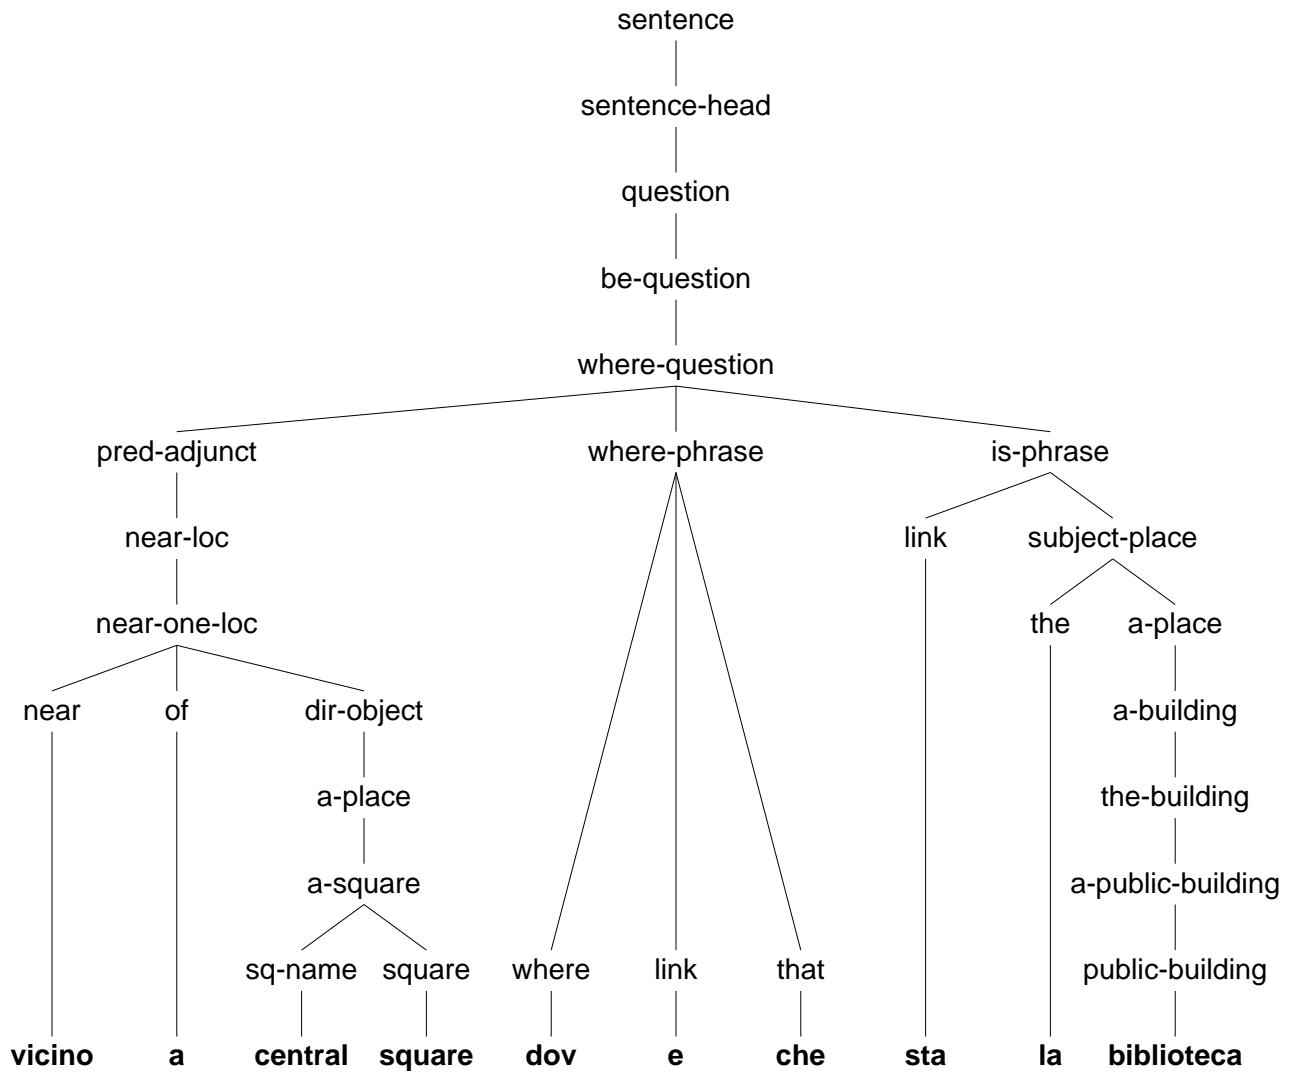 sentence
sentence-head
question
be-question
where-question
pred-adjunct where-phrase is-phrase
near-loc link subject-place
near-one-loc the a-place
near of dir-object a-building
a-place the-building
a-square a-public-building
sq-name square where link that public-building
vicino a central square dov e che sta la biblioteca